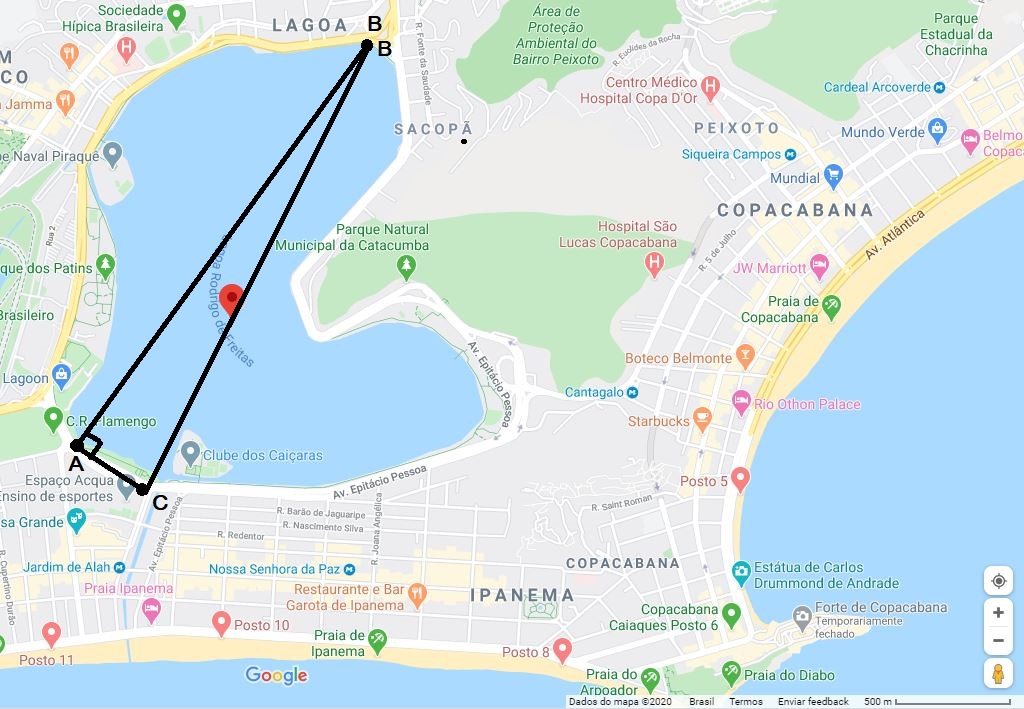 Sociedade
Hípica Brasileira
LAGOA
B
B
Área de
Proteção
Ambiental do
Bairro Peixoto
R. Euclides da Rocha
Parque
Estadual da
Chacrinha
M
CO
Jamma
R. Fonte da Saudade
Centro Médico
Hospital Copa D'Or
Cardeal Arcoverde
SACOPÃ
PEIXOTO
Mundo Verde
Belmo
Copaca
be Naval Piraquê
Siqueira Campos
Mundial
COPACABANA
Av. Atlântica
Rua 2
Parque Natural
Municipal da Catacumba
Hospital São
Lucas Copacabana
R. 5 de Julho
que dos Patins
Rodrigo de Freitas
JW Marriott
Praia de
Copacabana
Brasileiro
Av. Epitácio Pessoa
Boteco Belmonte
Lagoon
Cantagalo
Rio Othon Palace
C.R. Flamengo
Starbucks
A
Clube dos Caiçaras
Espaço Acqua
Ensino de esportes
C
Av. Epitácio Pessoa
Posto 5
R. Saint Roman
sa Grande
Av. Epitácio Pessoa
R. Barão de Jaguaripe
R. Nascimento Silva
R. Joana Angélica
R. Redentor
R. Cupertino Durão
Jardim de Alah
Nossa Senhora da Paz
COPACABANA
Estátua de Carlos
Drummond de Andrade
Praia Ipanema
Restaurante e Bar
Garota de Ipanema
IPANEMA
Copacabana
Caiaques Posto 6
Forte de Copacabana
Temporariamente
fechado
Posto 10
Praia de
Ipanema
Posto 11
Posto 8
Google
Praia do
Arpoador
Praia do Diabo
Dados do mapa ©2020 Brasil Termos Enviar feedback 500 m